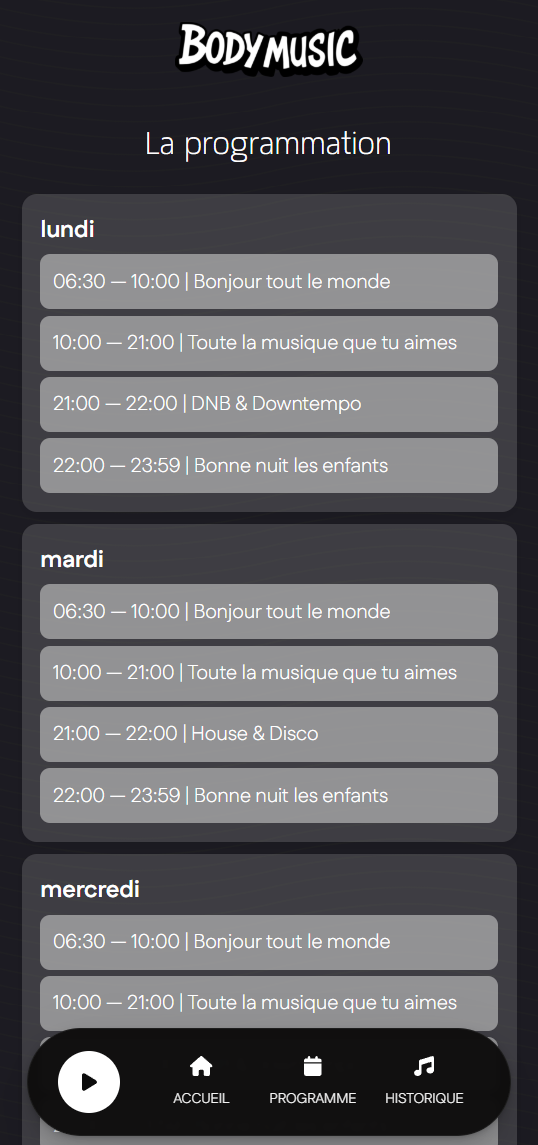 BODYMUSIC
La programmation
lundi
06:30 — 10:00 | Bonjour tout le monde
10:00 — 21:00 | Toute la musique que tu aimes
21:00 — 22:00 | DNB & Downtempo
22:00 — 23:59 | Bonne nuit les enfants
mardi
06:30 — 10:00 | Bonjour tout le monde
10:00 — 21:00 | Toute la musique que tu aimes
21:00 — 22:00 | House & Disco
22:00 — 23:59 | Bonne nuit les enfants
mercredi
06:30 — 10:00 | Bonjour tout le monde
10:00 — 21:00 | Toute la musique que tu aimes
ACCUEIL PROGRAMME HISTORIQUE